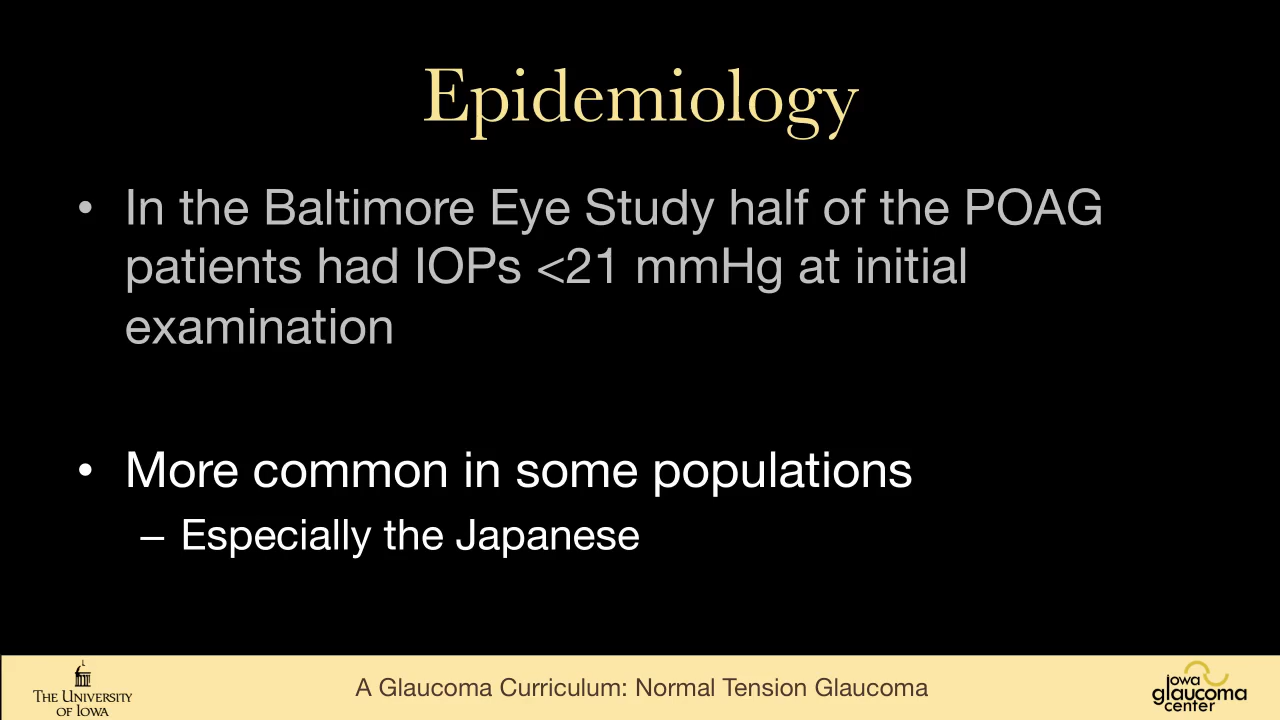 Epidemiology
• In the Baltimore Eye Study half of the POAG
patients had IOPs <21 mmHg at initial
examination
• More common in some populations
– Especially the Japanese
THE UNIVERSITY
OF IOWA
A Glaucoma Curriculum: Normal Tension Glaucoma
iowa
glaucoma
center